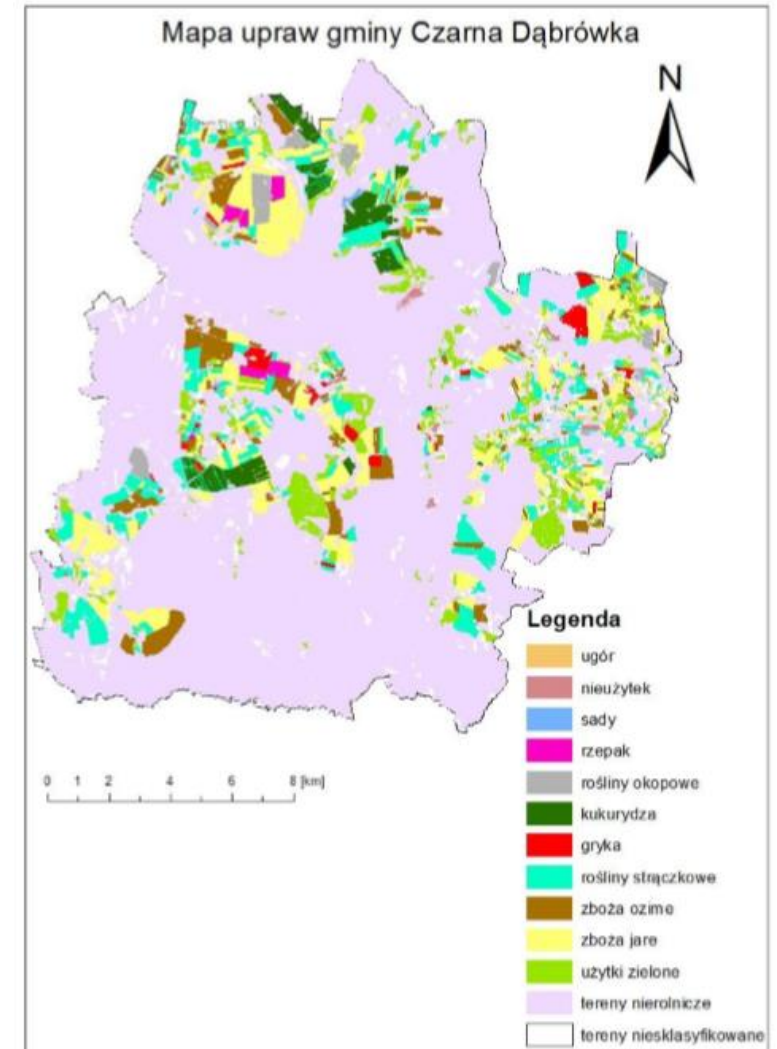 Mapa upraw gminy Czarna Dąbrówka
N
Legenda
ugór
nieużytek
sady
rzepak
rośliny okopowe
kukurydza
gryka
rośliny strączkowe
zboża ozime
zboża jare
użytki zielone
tereny nierolnicze
tereny niesklasyfikowane
0 1 2 4 6 8 [km]